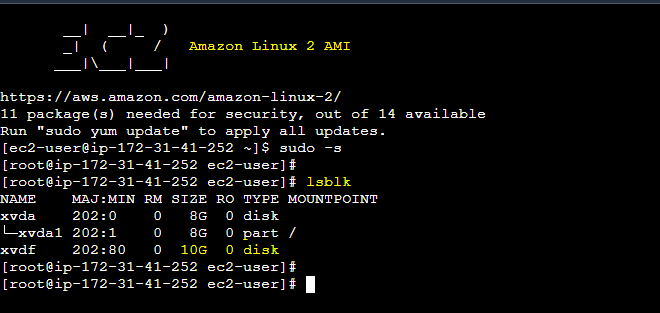 __|  __|_  )
_|  (     /   Amazon Linux 2 AMI
___|\___|___|
https://aws.amazon.com/amazon-linux-2/
11 package(s) needed for security, out of 14 available
Run "sudo yum update" to apply all updates.
[ec2-user@ip-172-31-41-252 ~]$ sudo -s
[root@ip-172-31-41-252 ec2-user]#
[root@ip-172-31-41-252 ec2-user]# lsblk
NAME    MAJ:MIN RM SIZE RO TYPE MOUNTPOINT
xvda    202:0    0   8G  0 disk
└─xvda1 202:1    0   8G  0 part /
xvdf    202:80   0  10G  0 disk
[root@ip-172-31-41-252 ec2-user]#
[root@ip-172-31-41-252 ec2-user]#